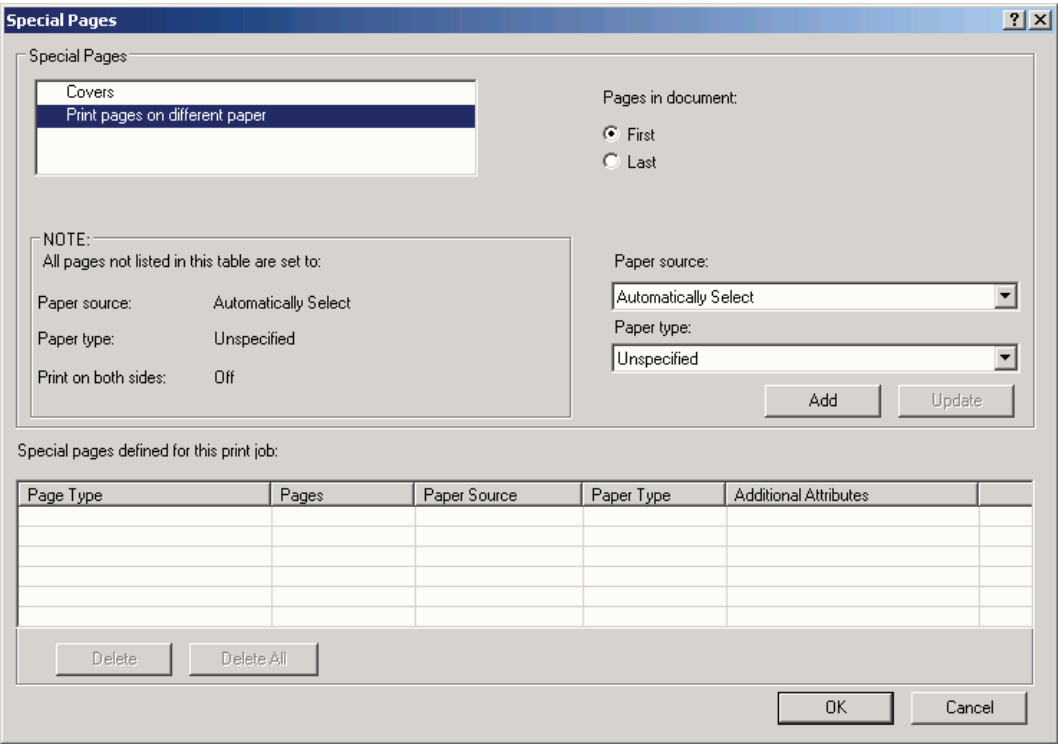 Special Pages
Special Pages
Covers
Print pages on different paper
Pages in document:
First
Last
NOTE:
All pages not listed in this table are set to:
Paper source: Automatically Select
Paper type: Unspecified
Print on both sides: Off
Paper source:
Automatically Select
Paper type:
Unspecified
Add Update
Special pages defined for this print job:
Page Type Pages Paper Source Paper Type Additional Attributes
Delete Delete All
OK Cancel